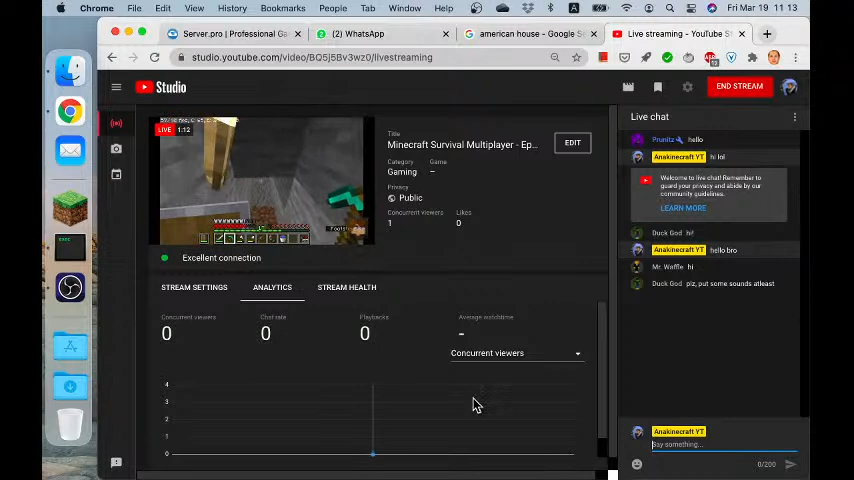 Chrome File Edit View History Bookmarks People Tab Window Help A Fri Mar 19 11 13
Server.pro | Professional Ga
(2) WhatsApp
american house - Google Se
Live streaming - YouTube St
studio.youtube.com/video/BQ5j5Bv3wz0/livestreaming
Studio
END STREAM
LIVE 1:12
Title
Minecraft Survival Multiplayer - Ep...
EDIT
Category
Game
Gaming
–
Privacy
Public
Concurrent viewers
Likes
1
0
Excellent connection
STREAM SETTINGS
ANALYTICS
STREAM HEALTH
Concurrent viewers
Chat rate
Playbacks
Average watchtime
0
0
0
-
Concurrent viewers
4
3
2
1
0
exec
Live chat
Prunitz hello
Anakinecraft YT hi lol
Welcome to live chat! Remember to
guard your privacy and abide by our
community guidelines.
LEARN MORE
Duck God hi!
Anakinecraft YT hello bro
Mr. Waffle hi
Duck God plz, put some sounds atleast
Anakinecraft YT
Say something...
0/200